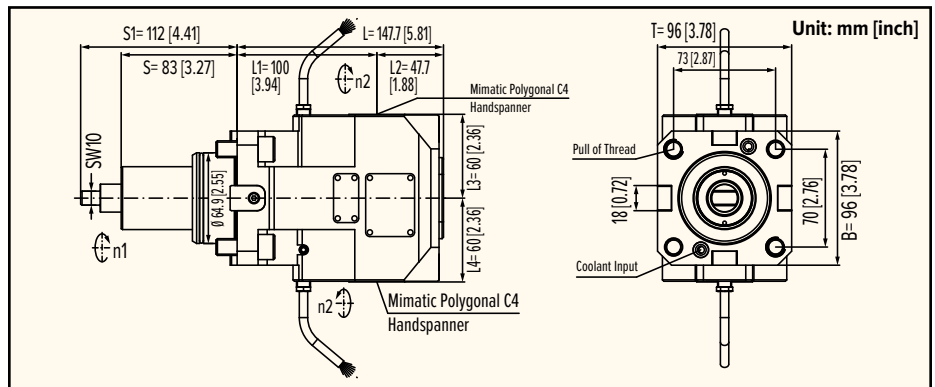 S1= 112 [4.41]
L= 147.7 [5.81]
T= 96 [3.78]
Unit: mm [inch]
S= 83 [3.27]
L1= 100
[3.94]
n2
L2= 47.7
[1.88]
73 [2.87]
Mimatic Polygonal C4
Handspanner
SW10
Ø 64.9 [2.55]
L3= 60 [2.36]
Pull of Thread
18 [0.72]
70 [2.76]
B= 96 [3.78]
n1
L4= 60 [2.36]
Coolant Input
n2
Mimatic Polygonal C4
Handspanner